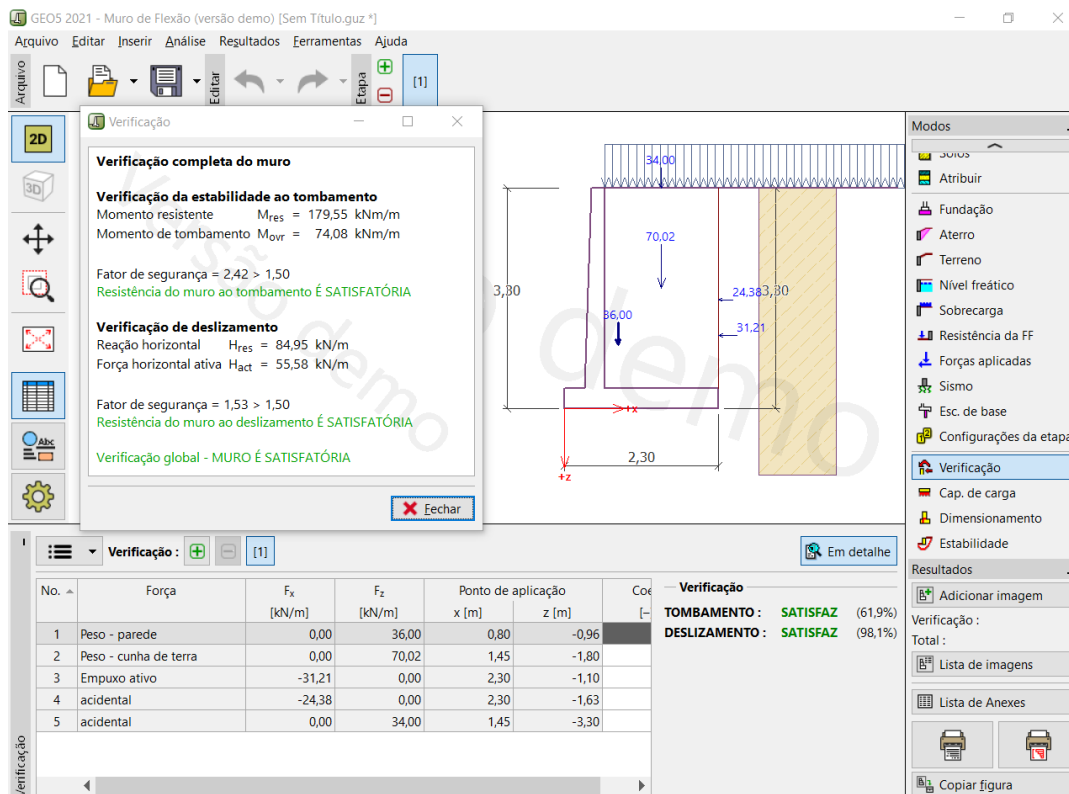 GEO5 2021 - Muro de Flexão (versão demo) [Sem Título.guz *]
Arquivo Editar Inserir Análise Resultados Ferramentas Ajuda
Arquivo
Editar
Etapa
[1]
2D
3D
Abc
Verificação
Verificação completa do muro
Verificação da estabilidade ao tombamento
Momento resistente Mres = 179,55 kNm/m
Momento de tombamento Movr = 74,08 kNm/m
Fator de segurança = 2,42 > 1,50
Resistência do muro ao tombamento É SATISFATÓRIA
Verificação de deslizamento
Reação horizontal Hres = 84,95 kN/m
Força horizontal ativa Hact = 55,58 kN/m
Fator de segurança = 1,53 > 1,50
Resistência do muro ao deslizamento É SATISFATÓRIA
Verificação global - MURO É SATISFATÓRIA
Versão demo
Fechar
demo
34,00
70,02
3,30
24,38
3,30
36,00
31,21
+x
2,30
+z
Modos
Solos
Atribuir
Fundação
Aterro
Terreno
Nível freático
Sobrecarga
Resistência da FF
Forças aplicadas
Sismo
Esc. de base
Configurações da etapa
Verificação
Cap. de carga
Dimensionamento
Estabilidade
Resultados
Adicionar imagem
Verificação :
Total :
Lista de imagens
Lista de Anexes
Copiar figura
Verificação
Verificação : [1] Em detalhe
No. Força Fx Fz Ponto de aplicação Coe
[kN/m] [kN/m] x [m] z [m] [–
1 Peso - parede 0,00 36,00 0,80 -0,96
2 Peso - cunha de terra 0,00 70,02 1,45 -1,80
3 Empuxo ativo -31,21 0,00 2,30 -1,10
4 acidental -24,38 0,00 2,30 -1,63
5 acidental 0,00 34,00 1,45 -3,30
Verificação
TOMBAMENTO : SATISFAZ (61,9%)
DESLIZAMENTO : SATISFAZ (98,1%)